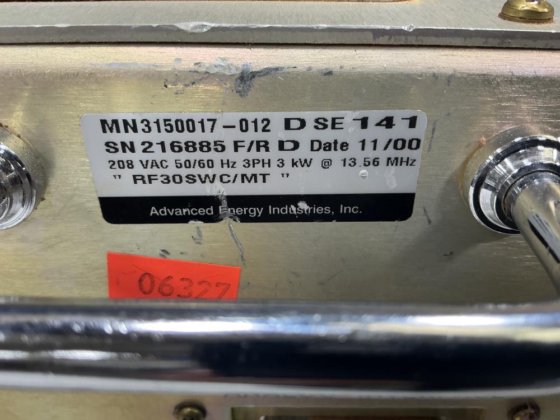 MN3150017-012 D SE 141
SN 216885 F/R D Date 11/00
208 VAC 50/60 Hz 3PH 3 kW @ 13.56 MHz
" RF30SWC/MT "
Advanced Energy Industries, Inc.
06327